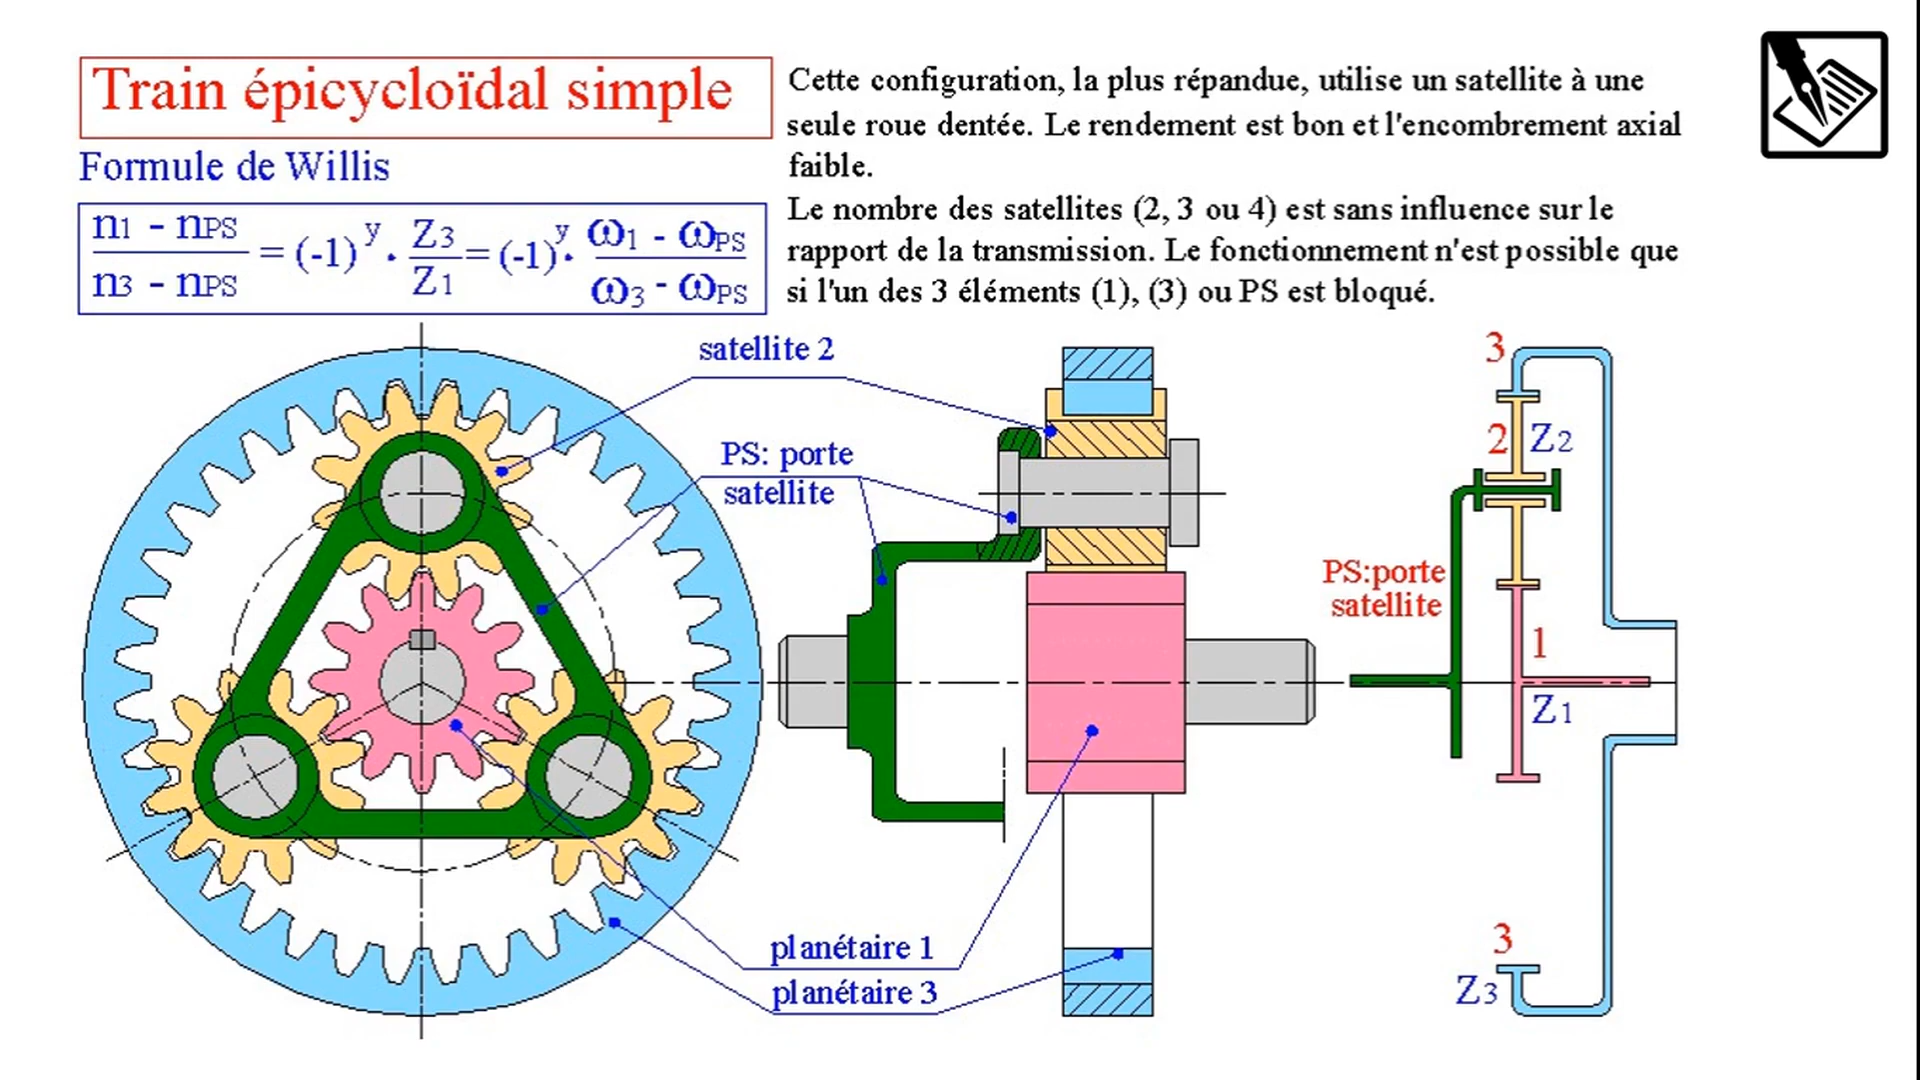 Train épicycloïdal simple
Formule de Willis
n1 - nPS / n3 - nPS = (-1)^y . Z3 / Z1 = (-1)^y . ω1 - ωPS / ω3 - ωPS
Cette configuration, la plus répandue, utilise un satellite à une
seule roue dentée. Le rendement est bon et l'encombrement axial
faible.
Le nombre des satellites (2, 3 ou 4) est sans influence sur le
rapport de la transmission. Le fonctionnement n'est possible que
si l'un des 3 éléments (1), (3) ou PS est bloqué.
satellite 2
PS: porte
satellite
planétaire 1
planétaire 3
3
2 Z2
PS:porte
satellite
1
Z1
3
Z3